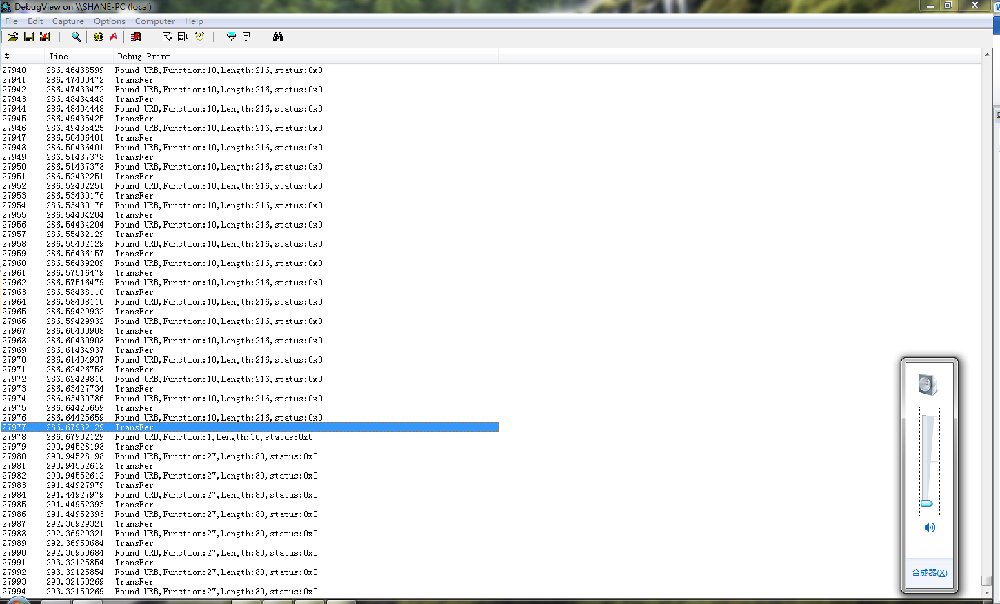 DebugView on \\SHANE-PC (local)
File Edit Capture Options Computer Help
# Time Debug Print
27940 286.46438599 Found URB,Function:10,Length:216,status:0x0
27941 286.47433472 TransFer
27942 286.47433472 Found URB,Function:10,Length:216,status:0x0
27943 286.48434448 TransFer
27944 286.48434448 Found URB,Function:10,Length:216,status:0x0
27945 286.49435425 TransFer
27946 286.49435425 Found URB,Function:10,Length:216,status:0x0
27947 286.50436401 TransFer
27948 286.50436401 Found URB,Function:10,Length:216,status:0x0
27949 286.51437378 TransFer
27950 286.51437378 Found URB,Function:10,Length:216,status:0x0
27951 286.52432251 TransFer
27952 286.52432251 Found URB,Function:10,Length:216,status:0x0
27953 286.53430176 TransFer
27954 286.53430176 Found URB,Function:10,Length:216,status:0x0
27955 286.54434204 TransFer
27956 286.54434204 Found URB,Function:10,Length:216,status:0x0
27957 286.55432129 TransFer
27958 286.55432129 Found URB,Function:10,Length:216,status:0x0
27959 286.56436157 TransFer
27960 286.56439209 Found URB,Function:10,Length:216,status:0x0
27961 286.57516479 TransFer
27962 286.57516479 Found URB,Function:10,Length:216,status:0x0
27963 286.58438110 TransFer
27964 286.58438110 Found URB,Function:10,Length:216,status:0x0
27965 286.59429932 TransFer
27966 286.59429932 Found URB,Function:10,Length:216,status:0x0
27967 286.60430908 TransFer
27968 286.60430908 Found URB,Function:10,Length:216,status:0x0
27969 286.61434937 TransFer
27970 286.61434937 Found URB,Function:10,Length:216,status:0x0
27971 286.62426758 TransFer
27972 286.62429810 Found URB,Function:10,Length:216,status:0x0
27973 286.63427734 TransFer
27974 286.63430786 Found URB,Function:10,Length:216,status:0x0
27975 286.64425659 TransFer
27976 286.64425659 Found URB,Function:10,Length:216,status:0x0
27977 286.67932129 TransFer
27978 286.67932129 Found URB,Function:1,Length:36,status:0x0
27979 290.94528198 TransFer
27980 290.94528198 Found URB,Function:27,Length:80,status:0x0
27981 290.94552612 TransFer
27982 290.94552612 Found URB,Function:27,Length:80,status:0x0
27983 291.44927979 TransFer
27984 291.44927979 Found URB,Function:27,Length:80,status:0x0
27985 291.44952393 TransFer
27986 291.44952393 Found URB,Function:27,Length:80,status:0x0
27987 292.36929321 TransFer
27988 292.36929321 Found URB,Function:27,Length:80,status:0x0
27989 292.36950684 TransFer
27990 292.36950684 Found URB,Function:27,Length:80,status:0x0
27991 293.32125854 TransFer
27992 293.32125854 Found URB,Function:27,Length:80,status:0x0
27993 293.32150269 TransFer
27994 293.32150269 Found URB,Function:27,Length:80,status:0x0
合成器(X)